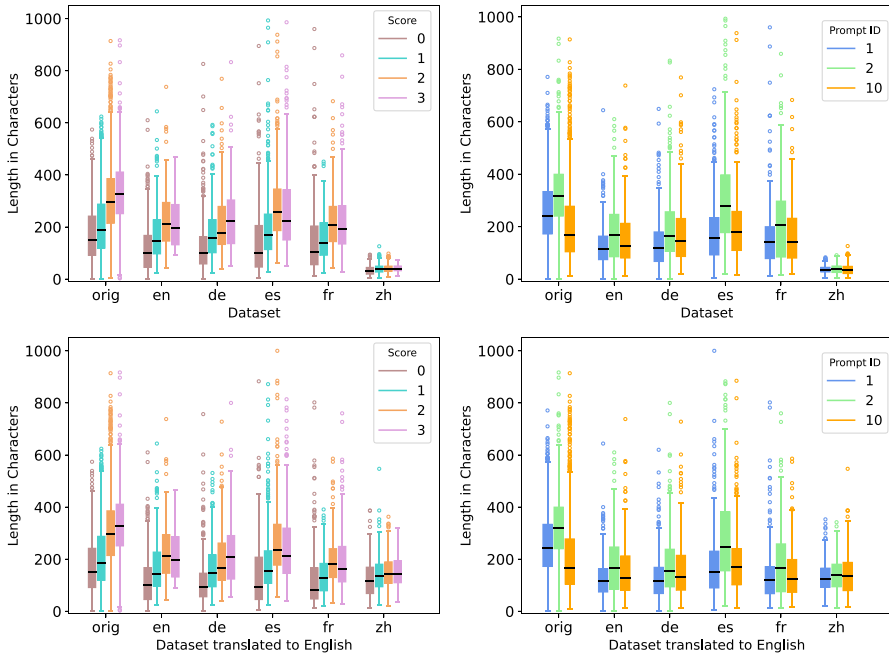 1000
800
600
400
200
0
Length in Characters
orig en de es fr zh
Dataset
Score
0
1
2
3
1000
800
600
400
200
0
Length in Characters
orig en de es fr zh
Dataset
Prompt ID
1
2
10
1000
800
600
400
200
0
Length in Characters
orig en de es fr zh
Dataset translated to English
Score
0
1
2
3
1000
800
600
400
200
0
Length in Characters
orig en de es fr zh
Dataset translated to English
Prompt ID
1
2
10